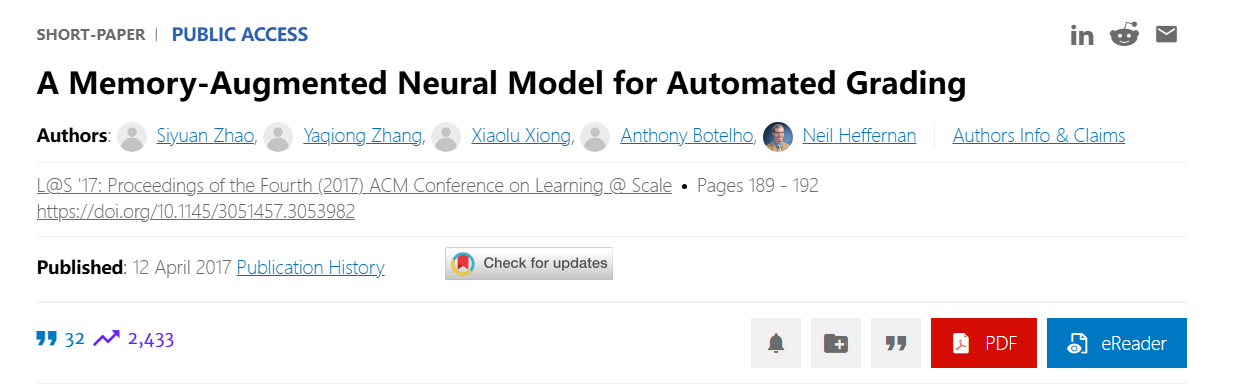 SHORT-PAPER | PUBLIC ACCESS
in
A Memory-Augmented Neural Model for Automated Grading
Authors: Siyuan Zhao, Yaqiong Zhang, Xiaolu Xiong, Anthony Botelho, Neil Heffernan Authors Info & Claims
L@S '17: Proceedings of the Fourth (2017) ACM Conference on Learning @ Scale • Pages 189 - 192
https://doi.org/10.1145/3051457.3053982
Published: 12 April 2017 Publication History
Check for updates
32 2,433
PDF eReader